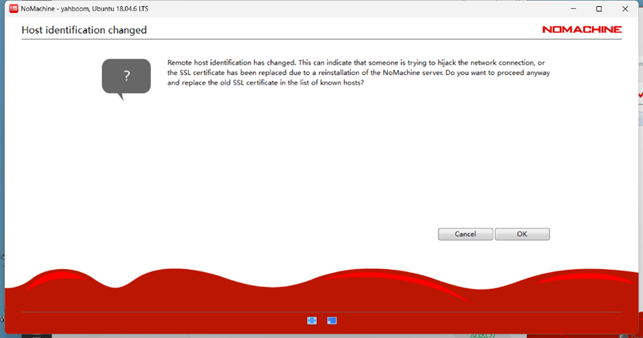 NoMachine - yahboom, Ubuntu 18.04.6 LTS
Host identification changed
NOMACHINE
?
Remote host identification has changed. This can indicate that someone is trying to hijack the network connection, or
the SSL certificate has been replaced due to a reinstallation of the NoMachine server. Do you want to proceed anyway
and replace the old SSL certificate in the list of known hosts?
Cancel
OK